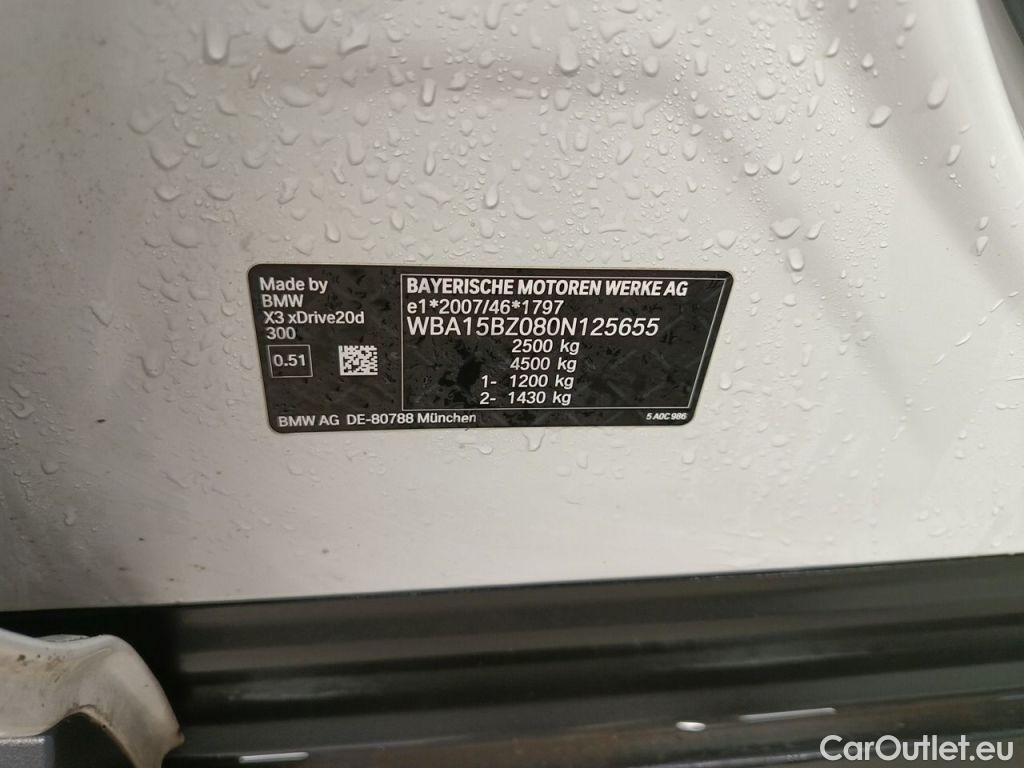 Made by
BMW
X3 xDrive20d
300
0.51
BMW AG DE-80788 München
BAYERISCHE MOTOREN WERKE AG
e1*2007/46*1797
WBA15BZ080N125655
2500 kg
4500 kg
1- 1200 kg
2- 1430 kg
5 A0C 986
CarOutlet.eu